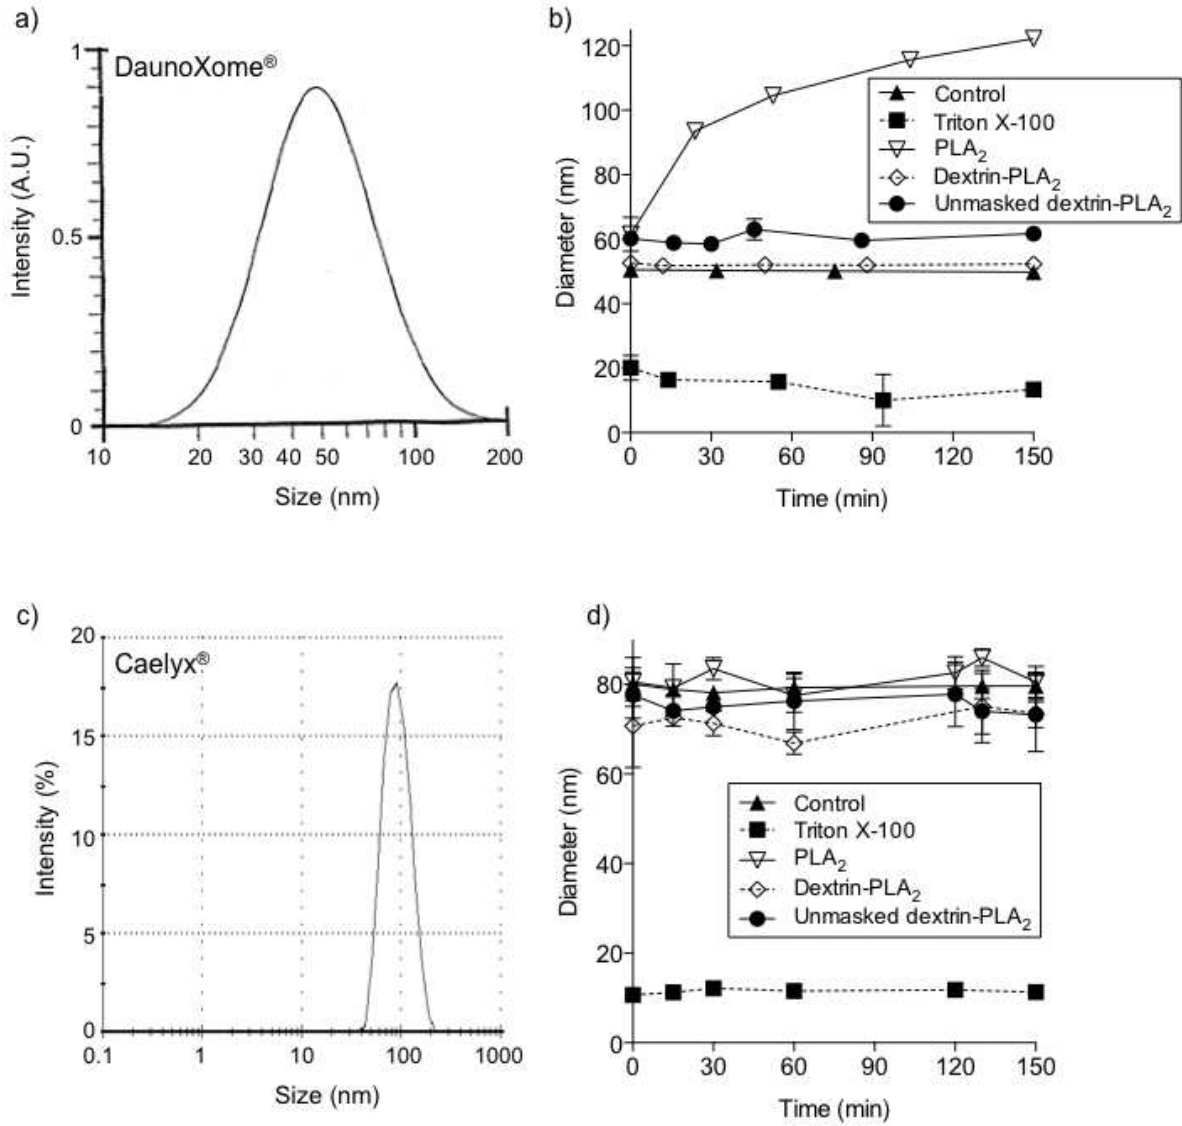 a)
DaunoXome®
Intensity (A.U.)
1
0.5
0
10 20 30 40 50 100 200
Size (nm)
b)
Diameter (nm)
120
100
80
60
40
20
0
Control
Triton X-100
PLA2
Dextrin-PLA2
Unmasked dextrin-PLA2
0 30 60 90 120 150
Time (min)
c)
Caelyx®
Intensity (%)
20
15
10
5
0
0.1 1 10 100 1000
Size (nm)
d)
Diameter (nm)
80
60
40
20
0
Control
Triton X-100
PLA2
Dextrin-PLA2
Unmasked dextrin-PLA2
0 30 60 90 120 150
Time (min)